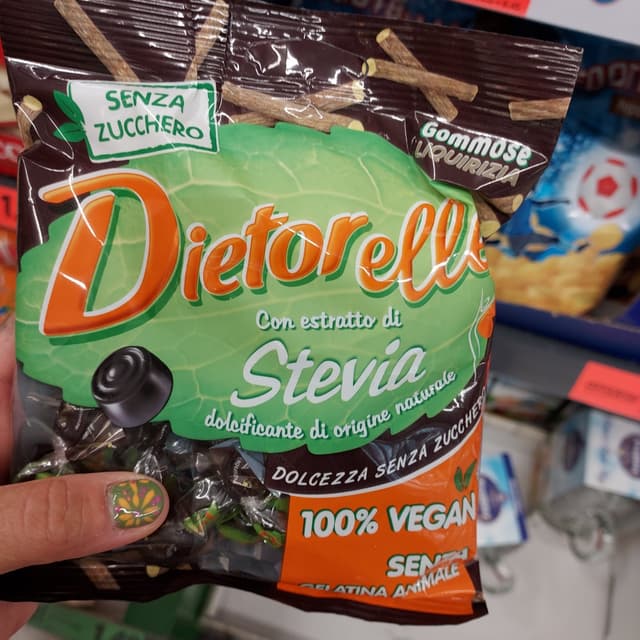 SENZA
ZUCCHERO
Gommose
LIQUIRIZIA
Dietorelle
Con estratto di
Stevia
dolcificante di origine naturale
DOLCEZZA SENZA ZUCCHERO
100% VEGAN
SENZA
GELATINA ANIMALE